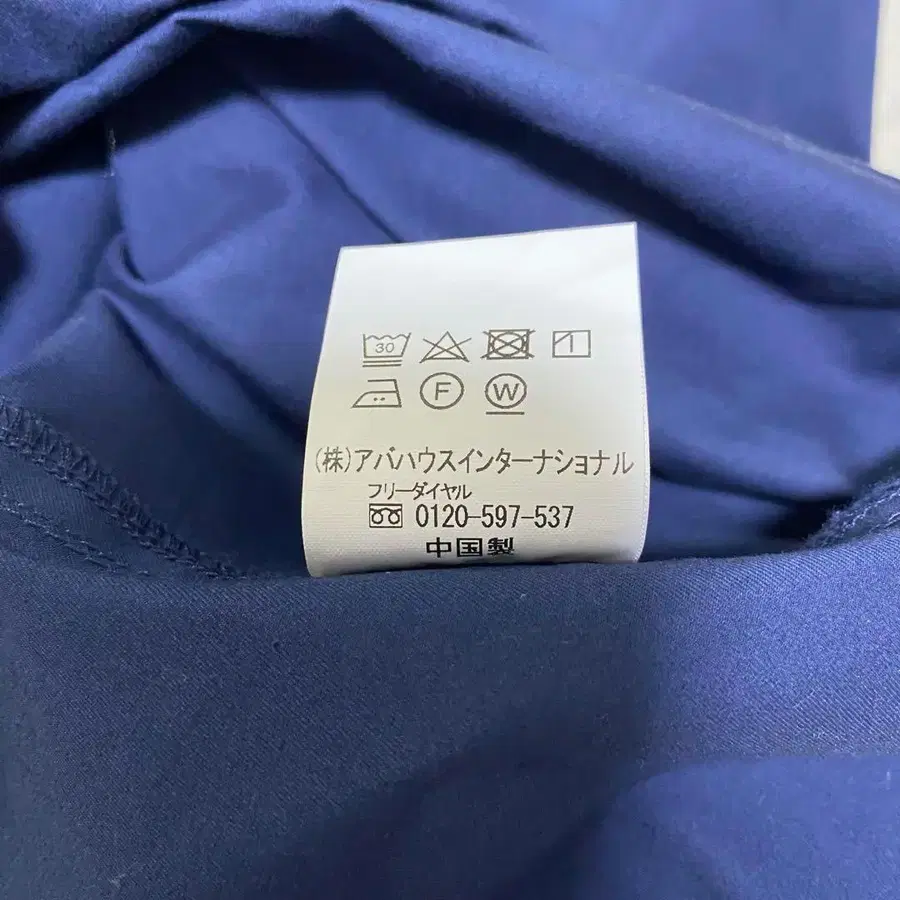 30
F W
(株)アバハウスインターナショナル
フリーダイヤル
0120-597-537
中国製